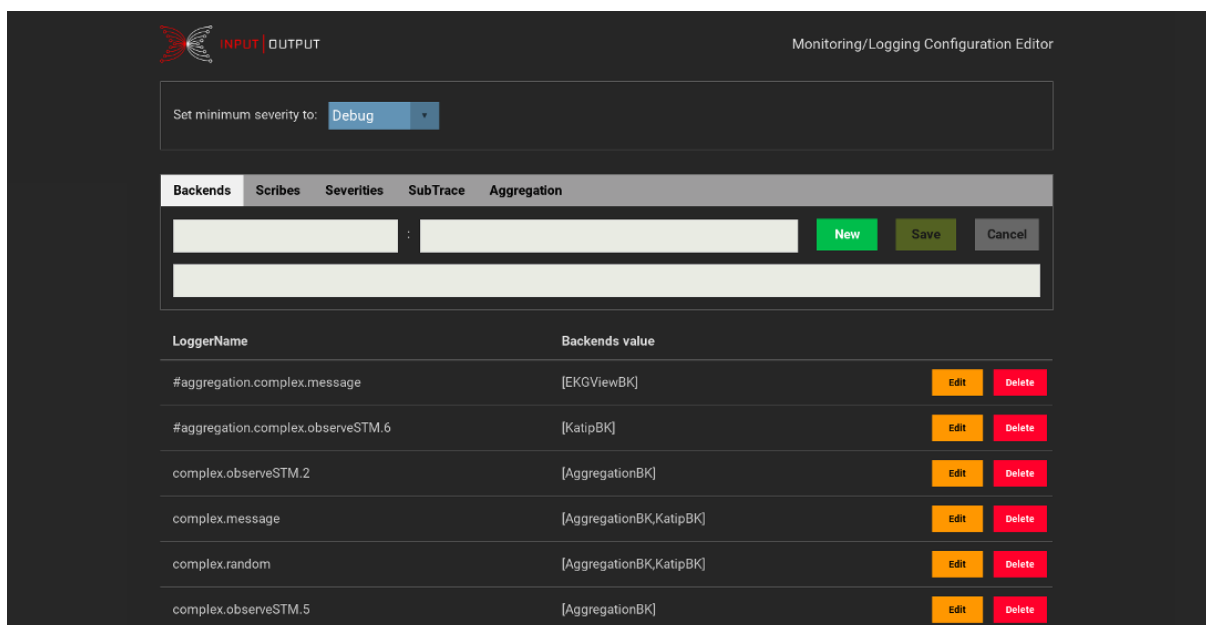 INPUT | OUTPUT
Monitoring/Logging Configuration Editor
Set minimum severity to: Debug
Backends Scribes Severities SubTrace Aggregation
: New Save Cancel
LoggerName Backends value
#aggregation.complex.message [EKGViewBK] Edit Delete
#aggregation.complex.observeSTM.6 [KatipBK] Edit Delete
complex.observeSTM.2 [AggregationBK] Edit Delete
complex.message [AggregationBK,KatipBK] Edit Delete
complex.random [AggregationBK,KatipBK] Edit Delete
complex.observeSTM.5 [AggregationBK] Edit Delete